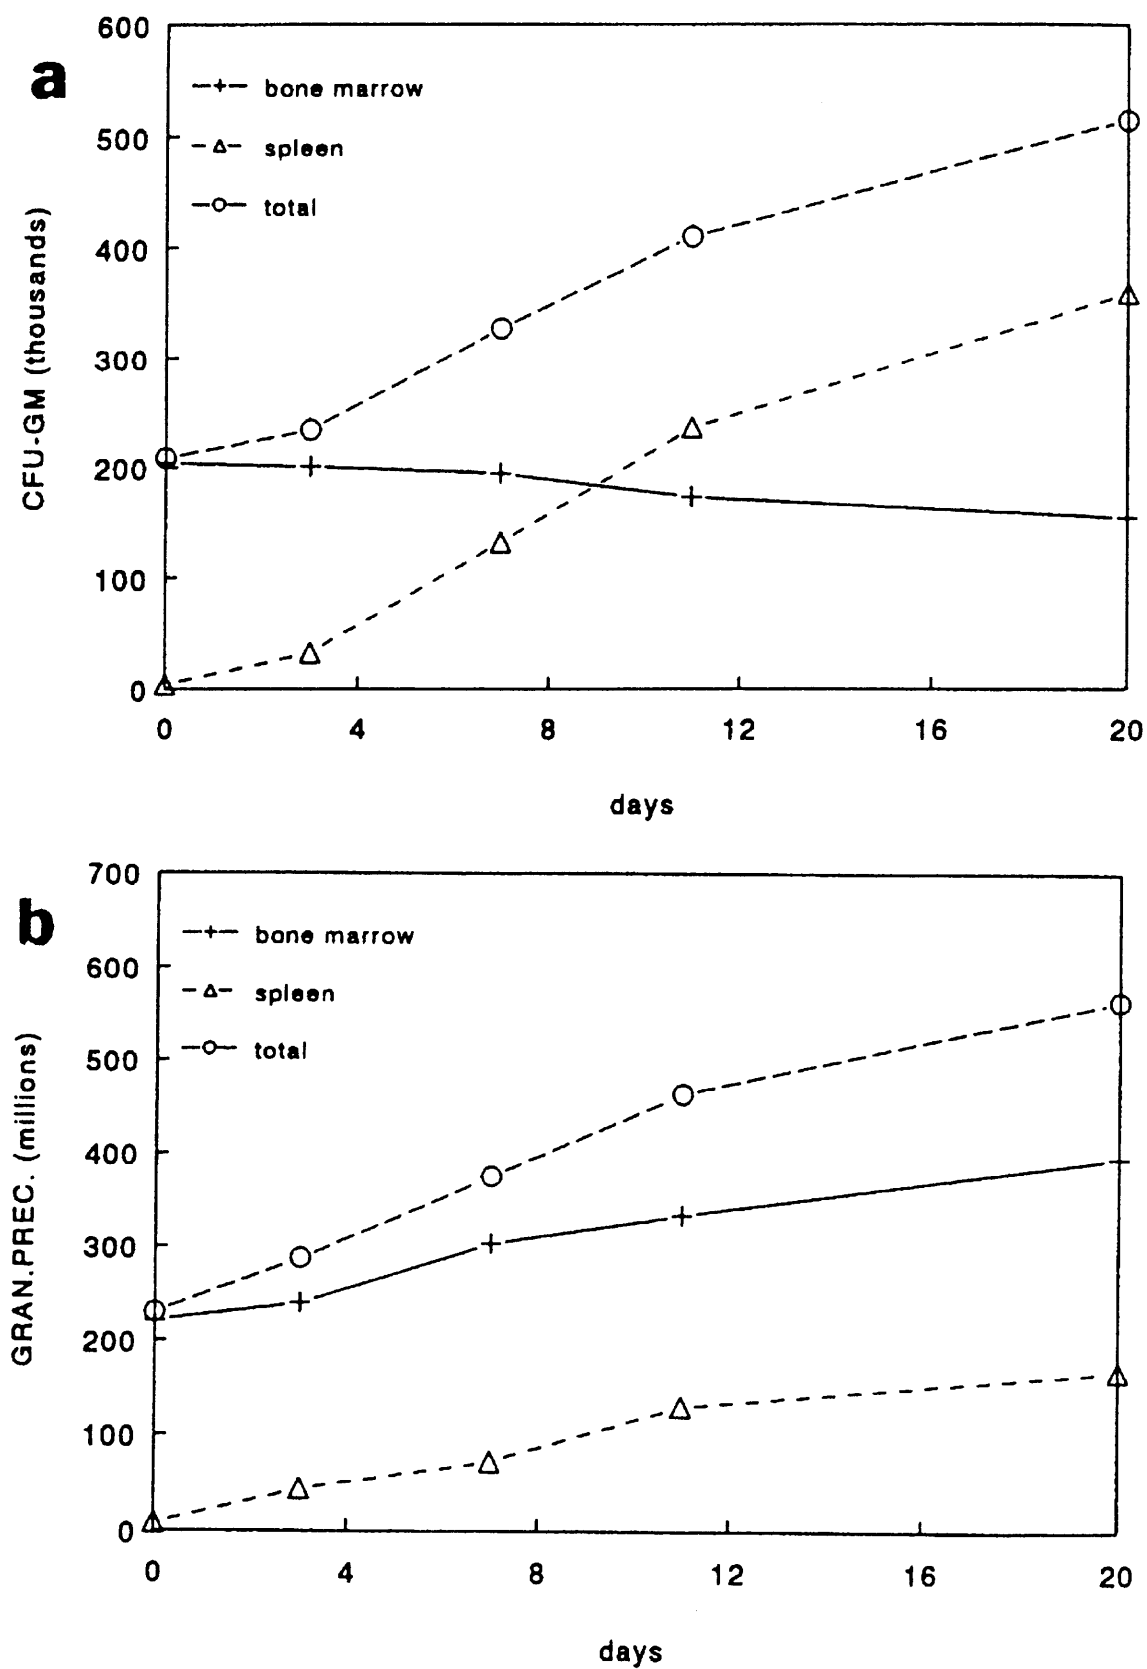 a
CFU-GM (thousands)
600
500
400
300
200
100
0
bone marrow
spleen
total
0 4 8 12 16 20
days
b
GRAN.PREC. (millions)
700
600
500
400
300
200
100
0
bone marrow
spleen
total
0 4 8 12 16 20
days